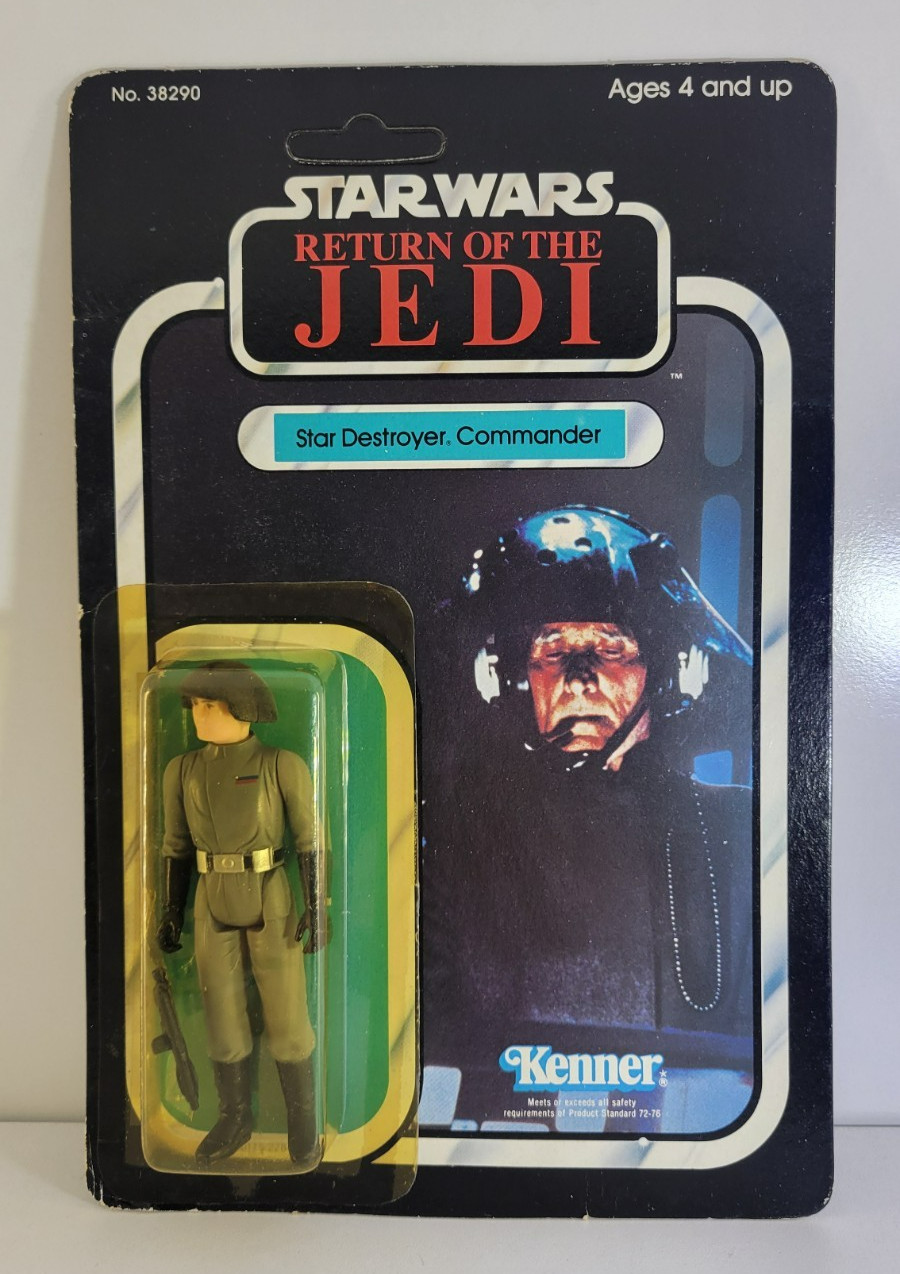 No. 38290
Ages 4 and up
STAR WARS
RETURN OF THE
JEDI
™
Star Destroyer® Commander
Kenner®
Meets or exceeds all safety
requirements of Product Standard 72-76